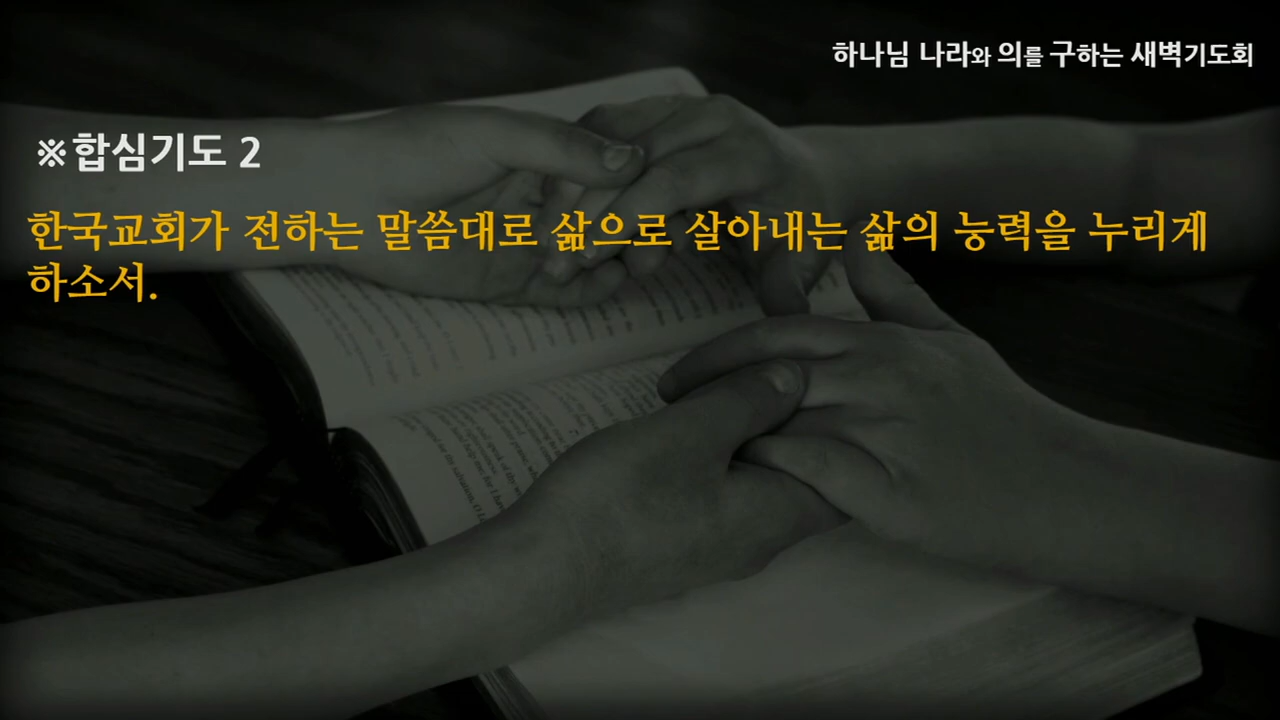 하나님 나라와 의를 구하는 새벽기도회
※합심기도 2
한국교회가 전하는 말씀대로 삶으로 살아내는 삶의 능력을 누리게
하소서.